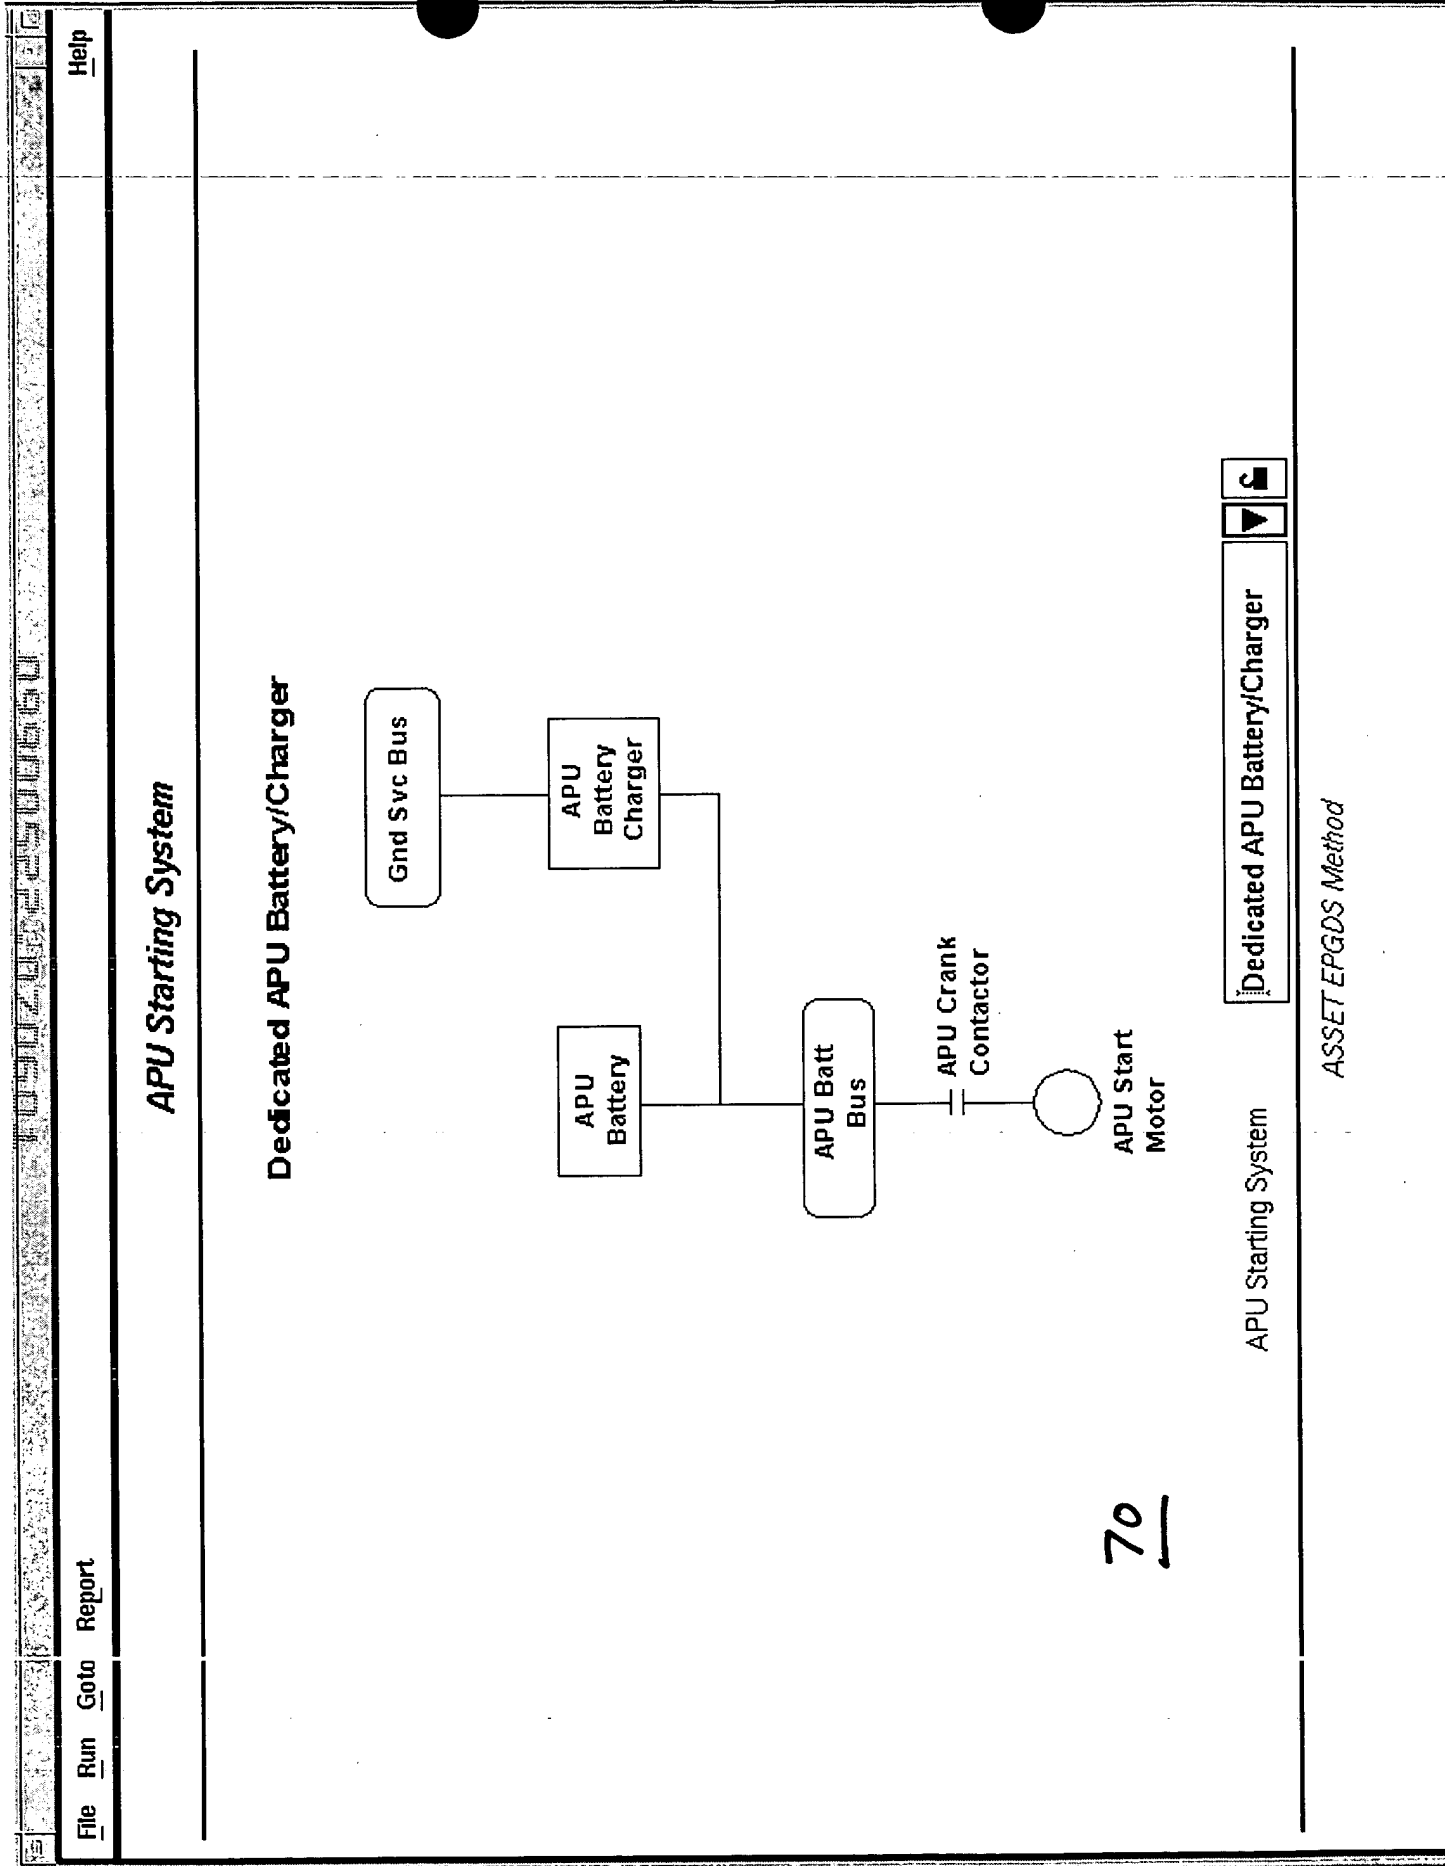 File Run Goto Report Help
APU Starting System
Dedicated APU Battery/Charger
Gnd Svc Bus
APU
Battery
APU
Battery
Charger
APU Batt
Bus
APU Crank
Contactor
APU Start
Motor
70
APU Starting System Dedicated APU Battery/Charger
ASSET EPGDS Method